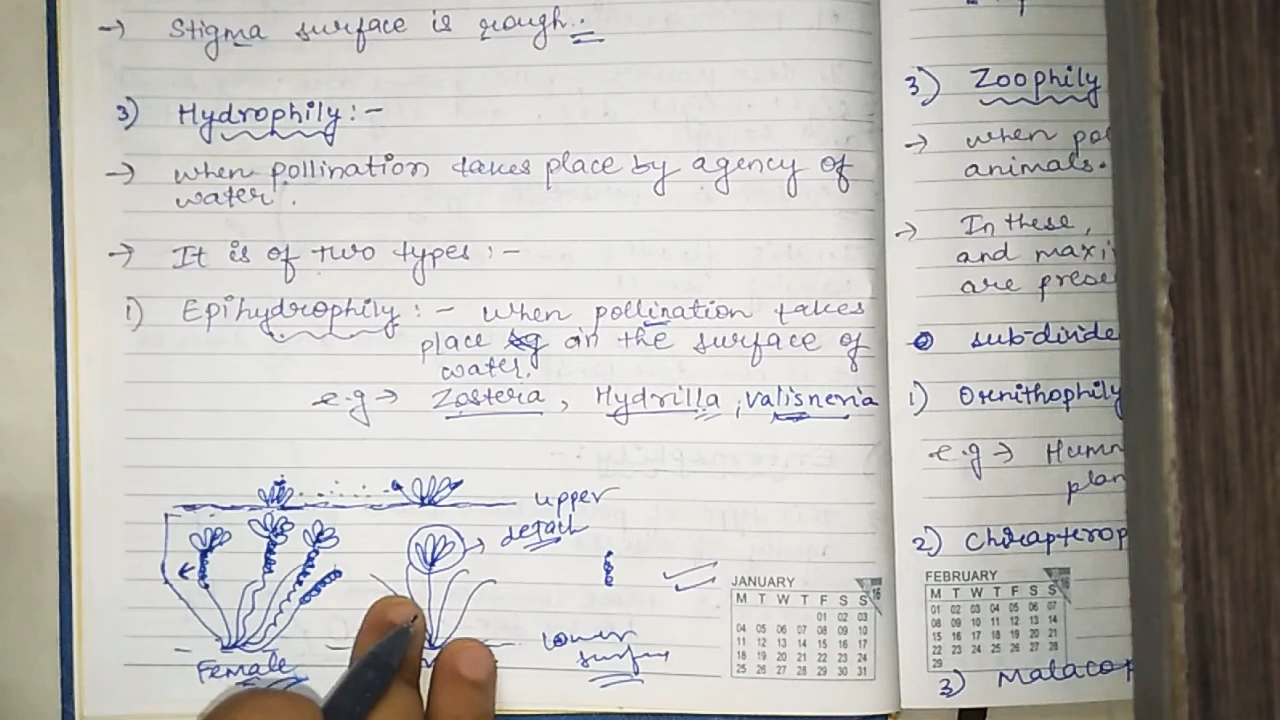 → Stigma surface is rough..
3) Hydrophily :-
→ when pollination takes place by agency of
water.
→ It is of two types :-
1) Epihydrophily : - when pollination takes
place on the surface of
water.
e.g → Zostera, Hydrilla, Valisneria
upper
detach
Lower
surface
Female
JANUARY 16
M T W T F S S
01 02 03
04 05 06 07 08 09 10
11 12 13 14 15 16 17
18 19 20 21 22 23 24
25 26 27 28 29 30 31
3) Zoophily
→ when pol
animals.
→ In these,
and maxi
are prese
sub-divide
1) Ornithophily
e.g → Humm
plan
2) Chirapterop
FEBRUARY 16
M T W T F S S
01 02 03 04 05 06 07
08 09 10 11 12 13 14
15 16 17 18 19 20 21
22 23 24 25 26 27 28
29
3) Malacop